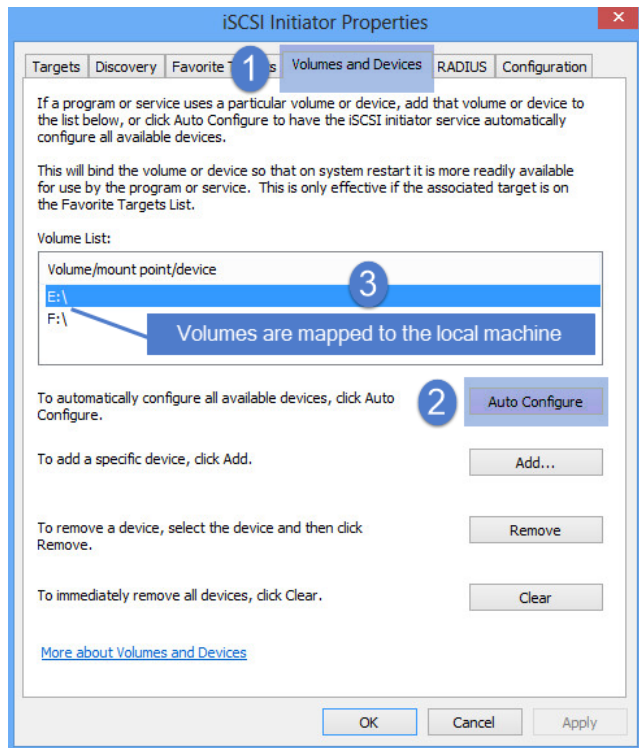 iSCSI Initiator Properties
×
Targets Discovery Favorite T 1 s Volumes and Devices RADIUS Configuration
If a program or service uses a particular volume or device, add that volume or device to
the list below, or click Auto Configure to have the iSCSI initiator service automatically
configure all available devices.
This will bind the volume or device so that on system restart it is more readily available
for use by the program or service. This is only effective if the associated target is on
the Favorite Targets List.
Volume List:
Volume/mount point/device
3
E:\
F:\
Volumes are mapped to the local machine
To automatically configure all available devices, click Auto
Configure.
2 Auto Configure
To add a specific device, click Add.
Add...
To remove a device, select the device and then click
Remove.
Remove
To immediately remove all devices, click Clear.
Clear
More about Volumes and Devices
OK Cancel Apply